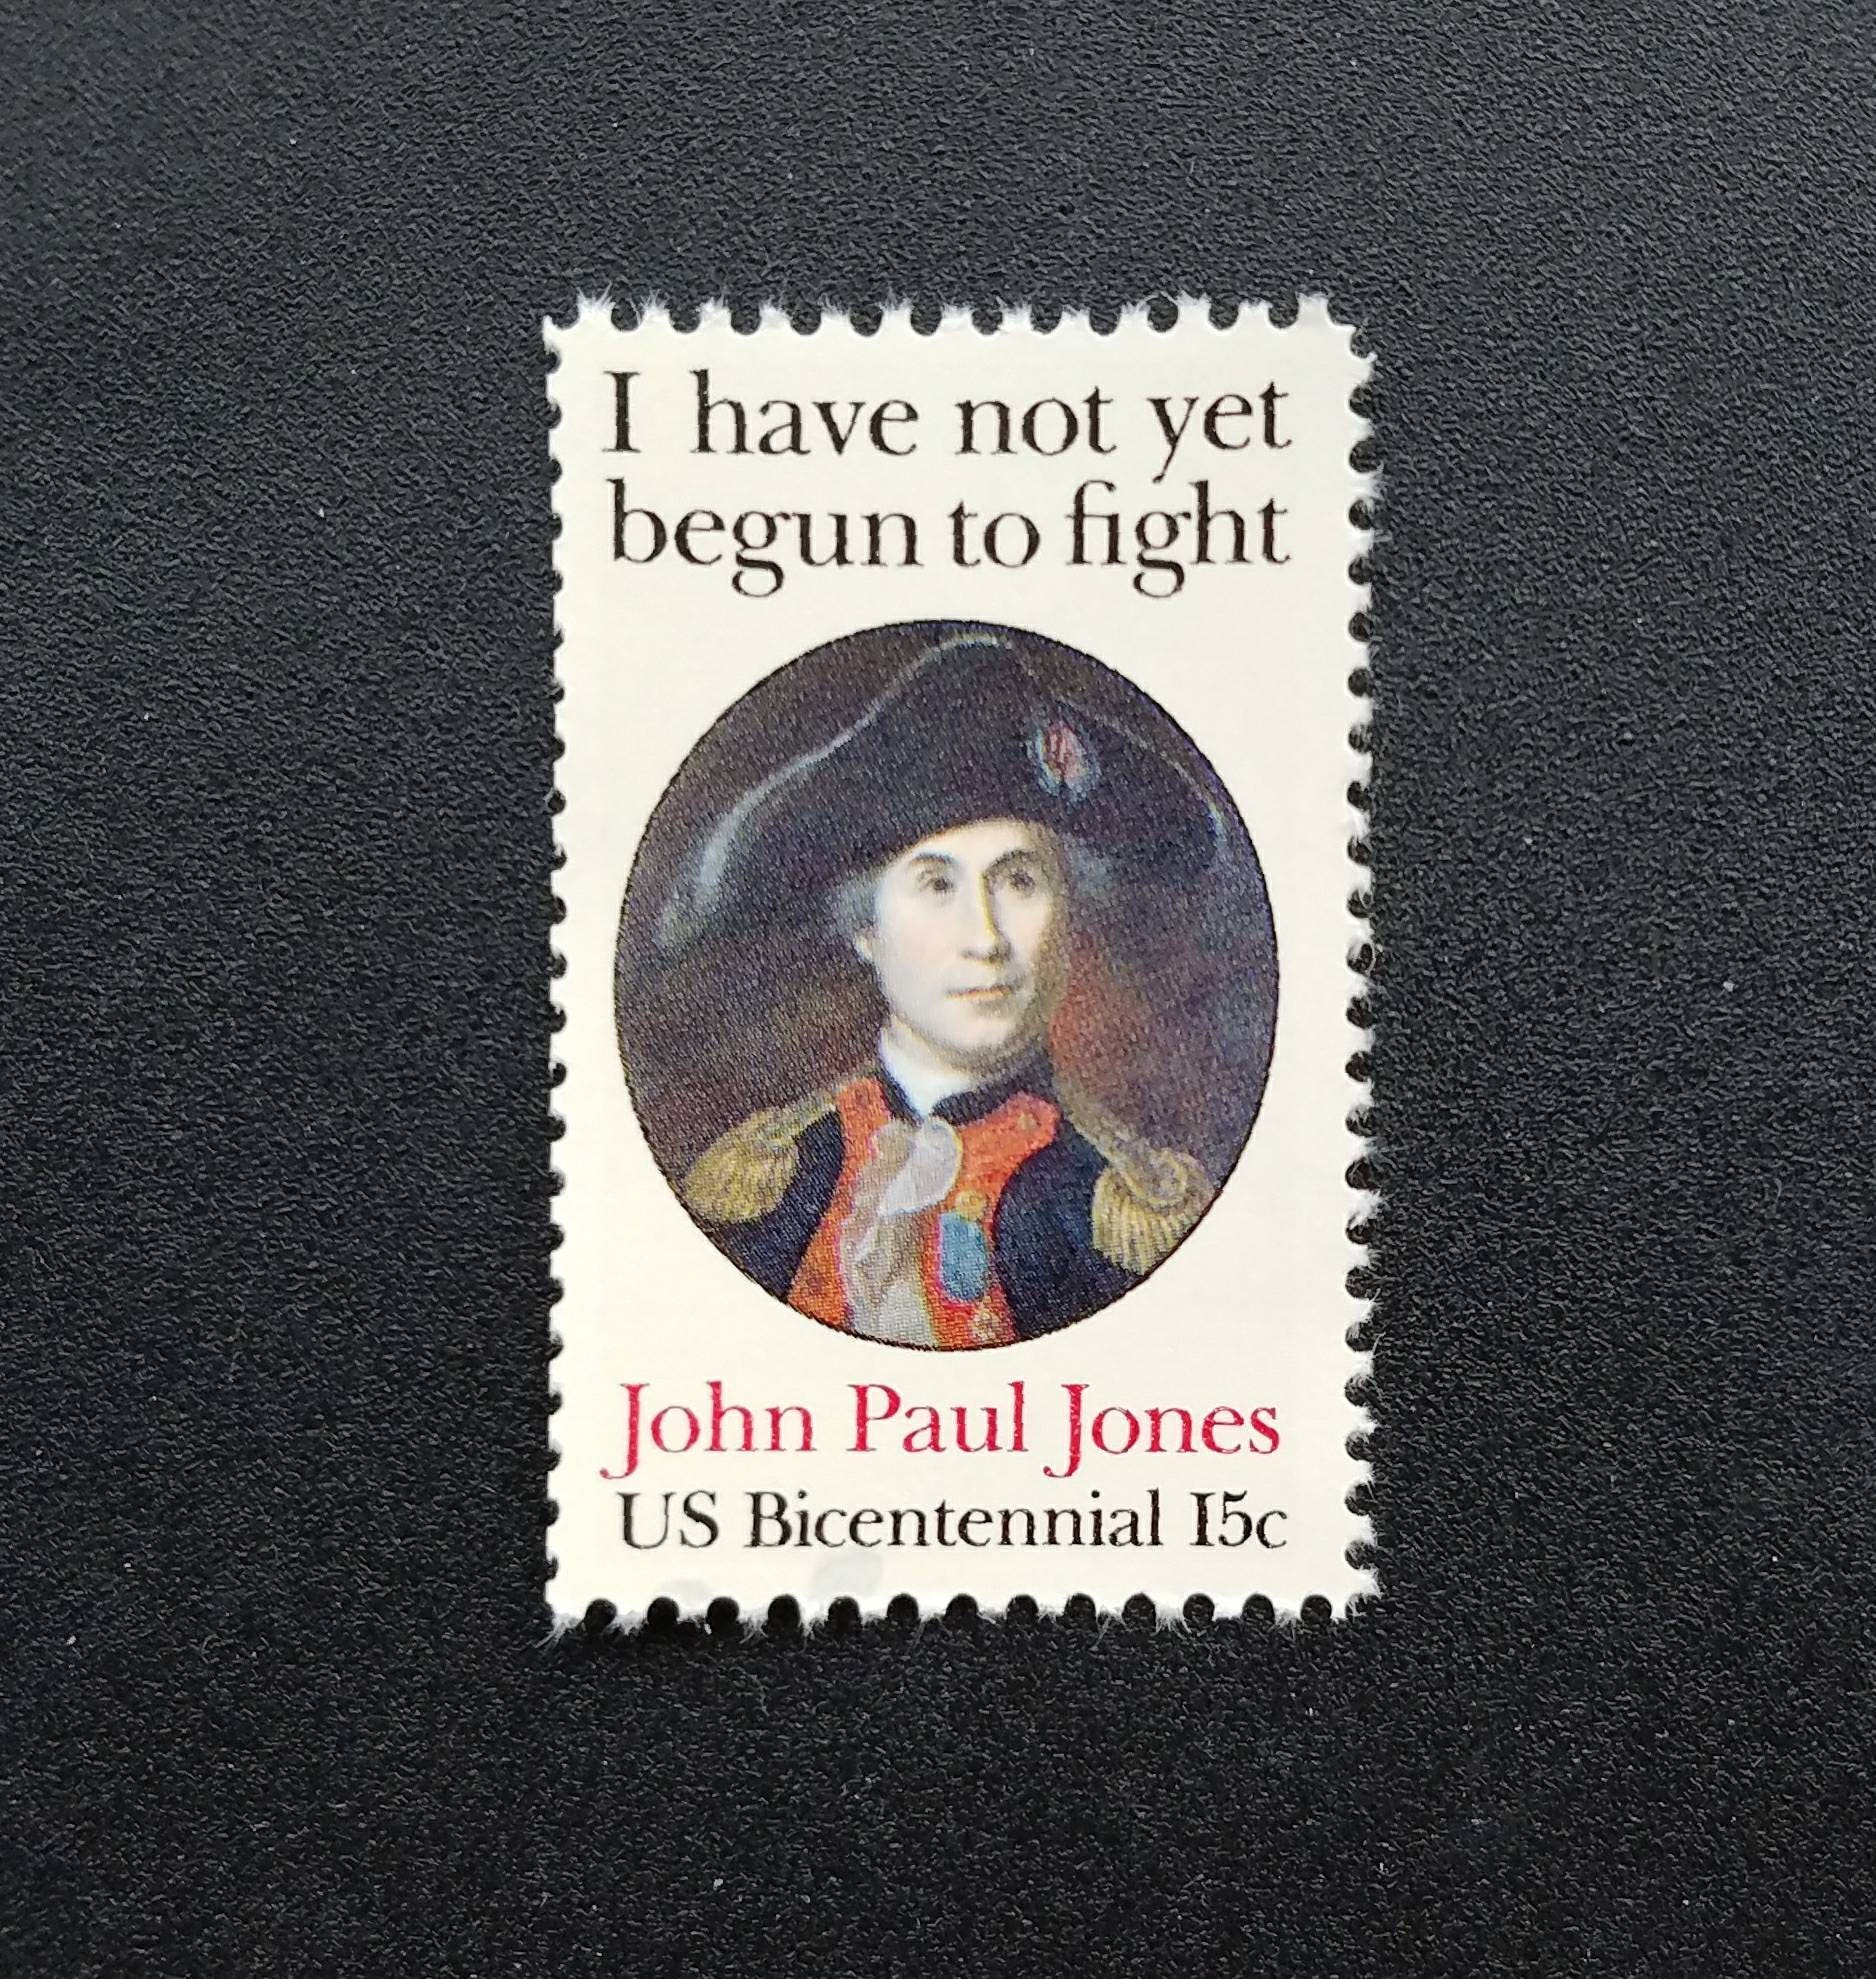 I have not yet
begun to fight
John Paul Jones
US Bicentennial 15c